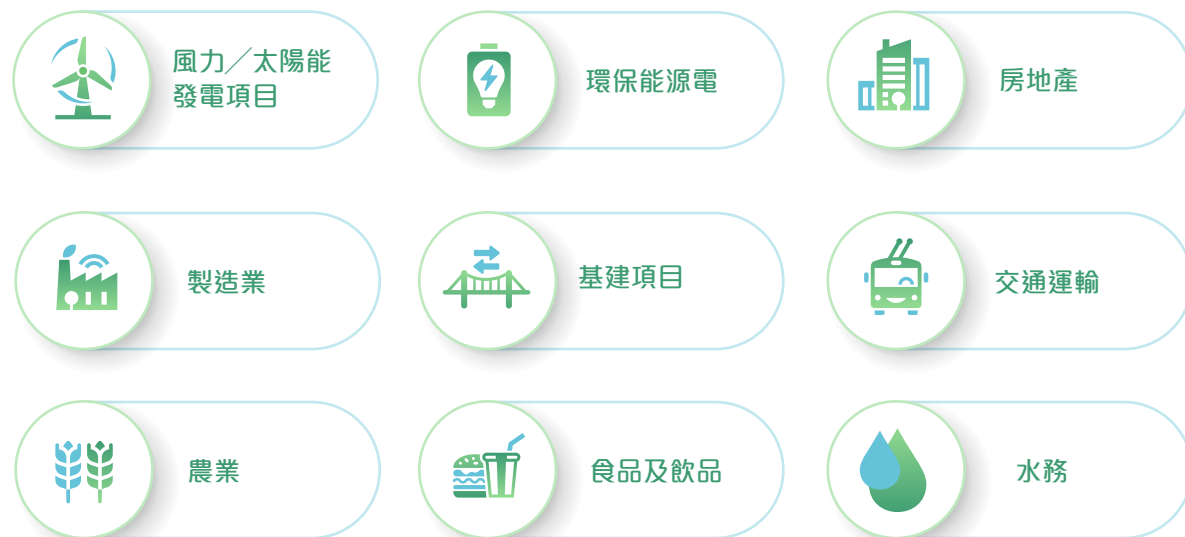 風力／太陽能
發電項目
環保能源電
房地產
製造業
基建項目
交通運輸
農業
食品及飲品
水務